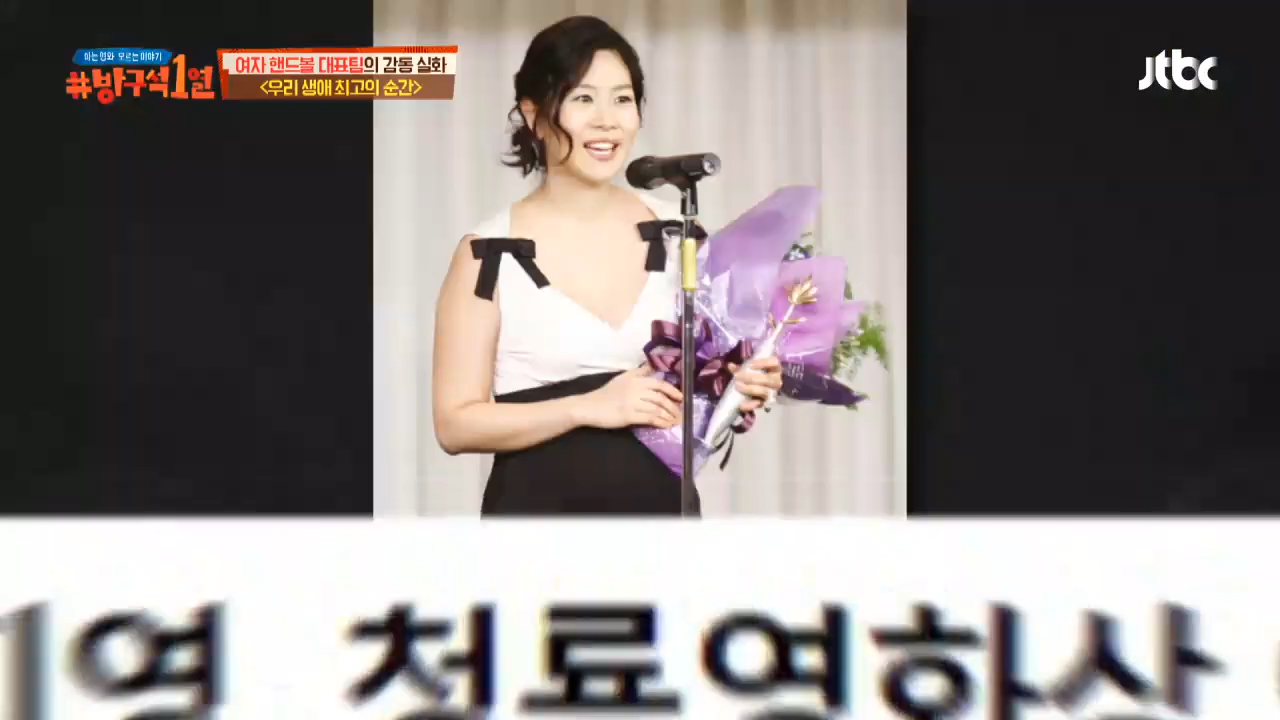 아는 영화 모르는 이야기
#방구석1열
여자 핸드볼 대표팀의 감동 실화
<우리 생애 최고의 순간>
jtbc
청룡영화상